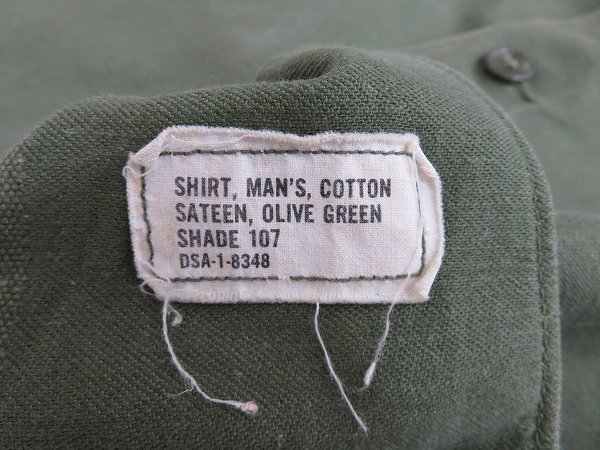 SHIRT, MAN'S, COTTON
SATEEN, OLIVE GREEN
SHADE 107
DSA-1-8348